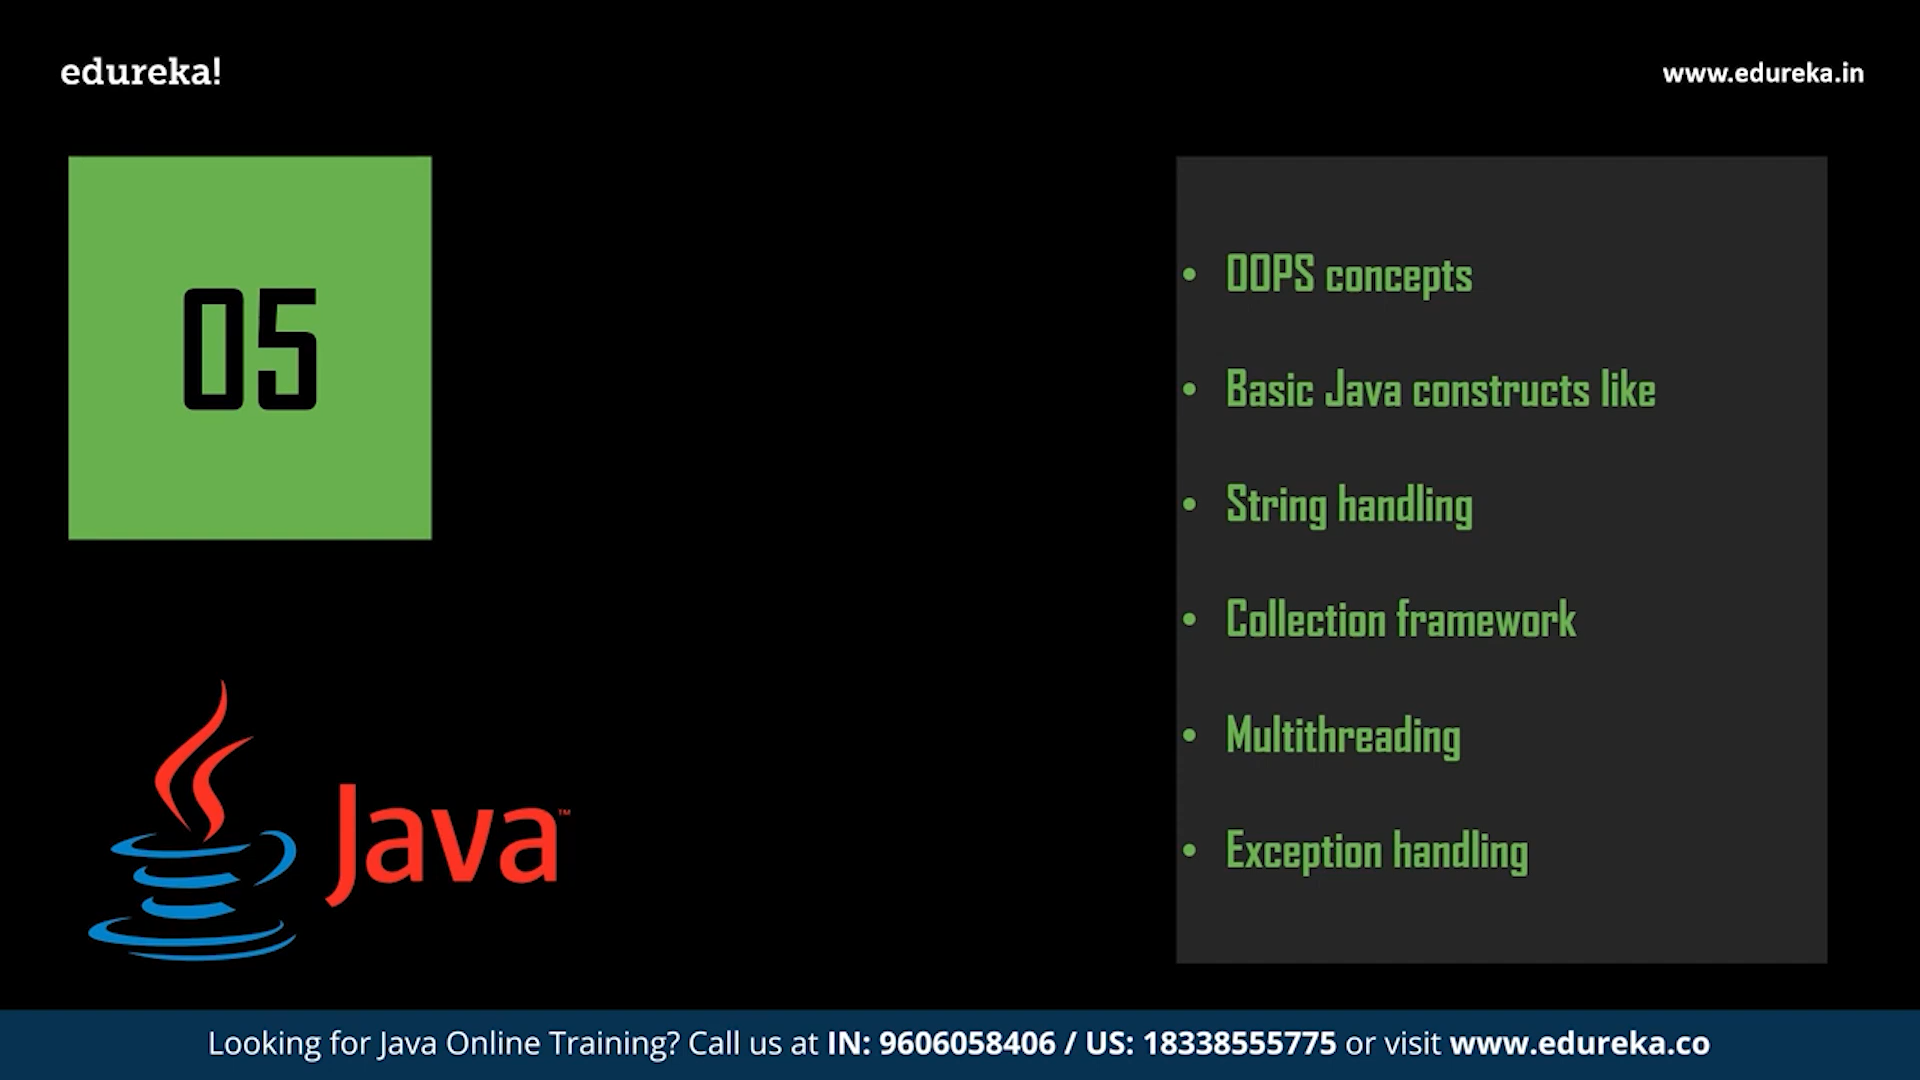 edureka!
www.edureka.in
05
• OOPS concepts
• Basic Java constructs like
• String handling
• Collection framework
• Multithreading
• Exception handling
Java™
Looking for Java Online Training? Call us at IN: 9606058406 / US: 18338555775 or visit www.edureka.co